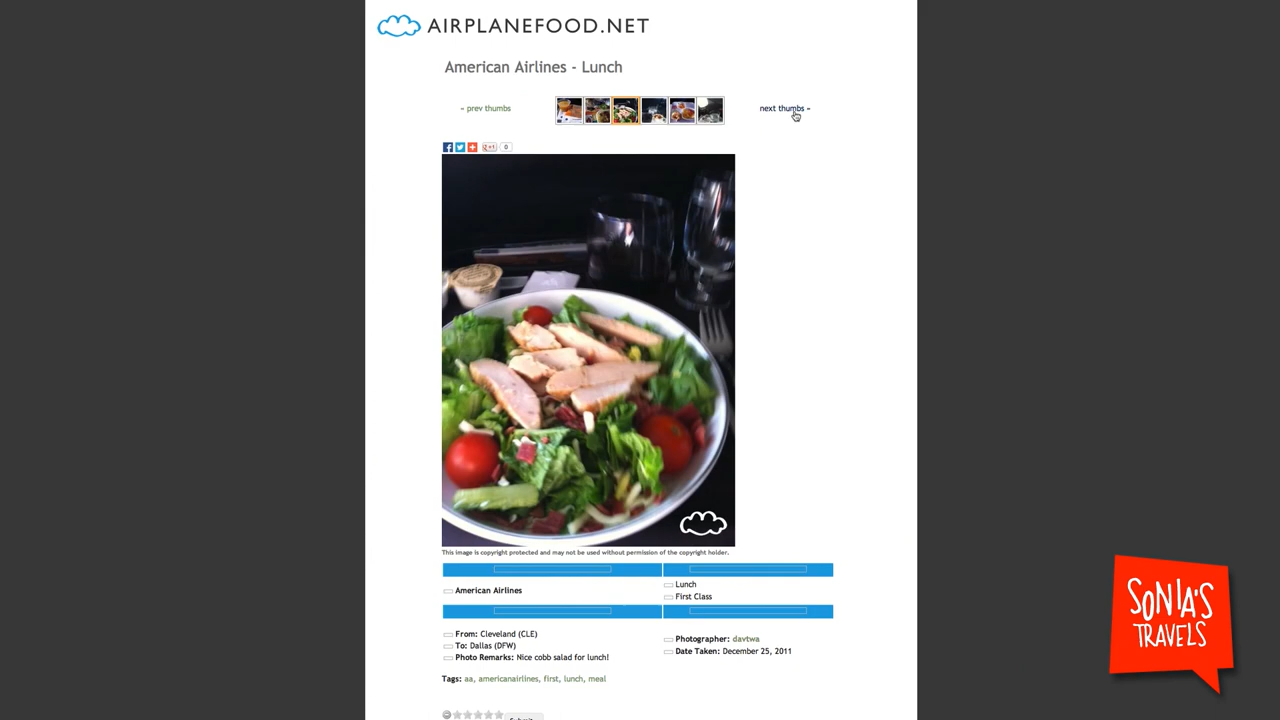 AIRPLANEFOOD.NET
American Airlines - Lunch
« prev thumbs
next thumbs »
+1
0
This image is copyright protected and may not be used without permission of the copyright holder.
American Airlines
Lunch
First Class
From: Cleveland (CLE)
To: Dallas (DFW)
Photo Remarks: Nice cobb salad for lunch!
Photographer: davtwa
Date Taken: December 25, 2011
Tags: aa, americanairlines, first, lunch, meal
SONIA'S
TRAVELS